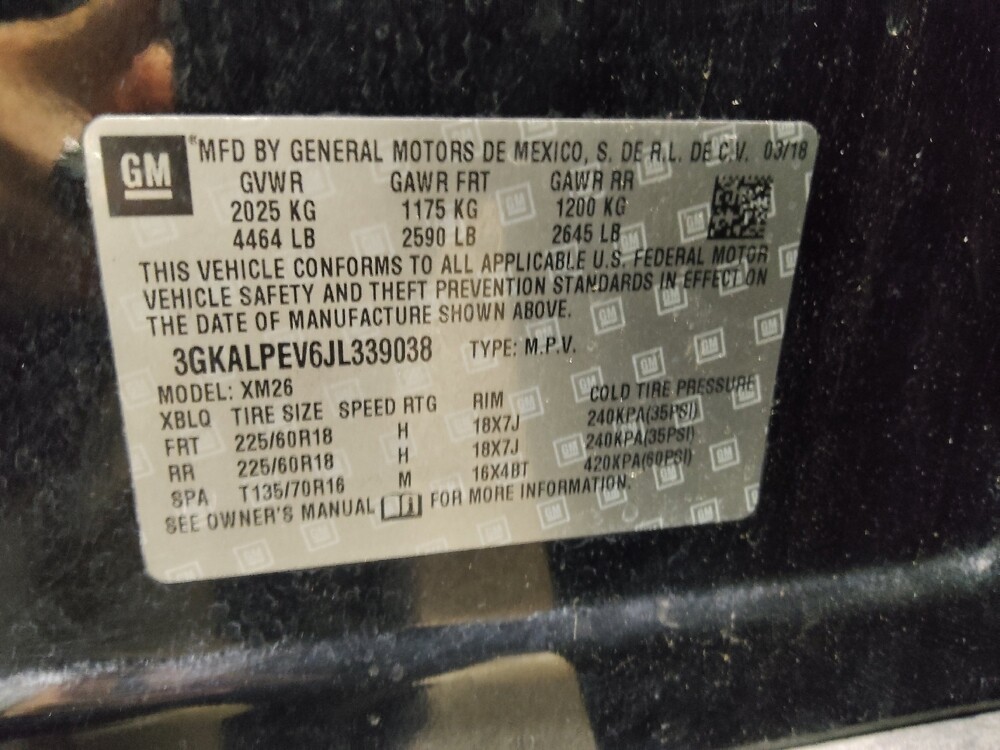 GM
MFD BY GENERAL MOTORS DE MEXICO, S. DE R.L. DE C.V. 03/18
GVWR GAWR FRT GAWR RR
2025 KG 1175 KG 1200 KG
4464 LB 2590 LB 2645 LB
THIS VEHICLE CONFORMS TO ALL APPLICABLE U.S. FEDERAL MOTOR
VEHICLE SAFETY AND THEFT PREVENTION STANDARDS IN EFFECT ON
THE DATE OF MANUFACTURE SHOWN ABOVE.
3GKALPEV6JL339038 TYPE: M.P.V.
MODEL: XM26
XBLQ TIRE SIZE SPEED RTG RIM COLD TIRE PRESSURE
FRT 225/60R18 H 18X7J 240KPA(35PSI)
RR 225/60R18 H 18X7J 240KPA(35PSI)
SPA T135/70R16 M 16X4BT 420KPA(60PSI)
SEE OWNER'S MANUAL FOR MORE INFORMATION.